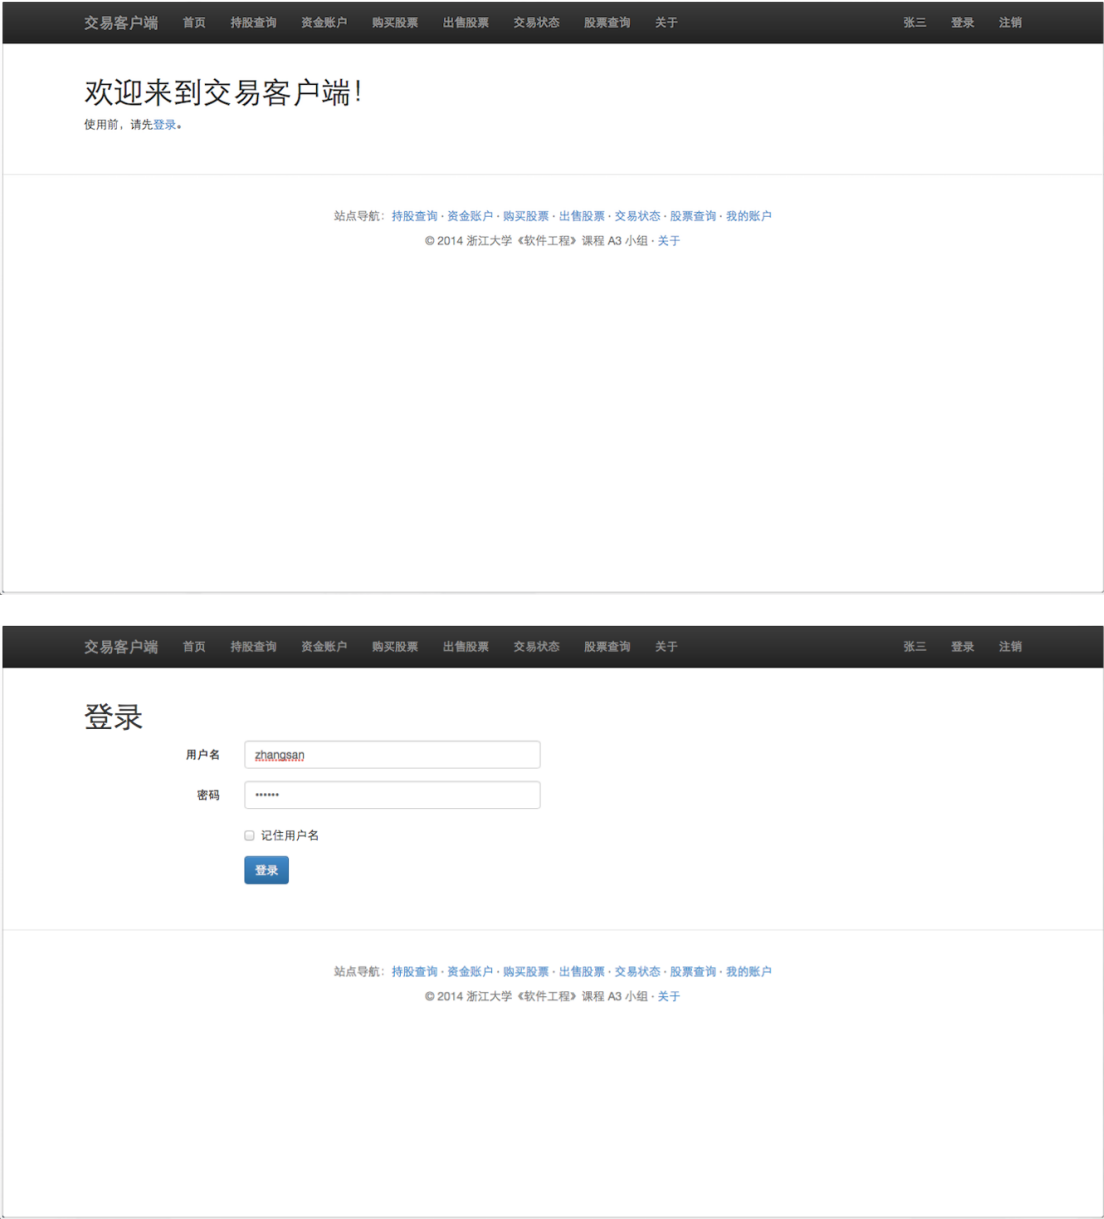 交易客户端 首页 持股查询 资金账户 购买股票 出售股票 交易状态 股票查询 关于 张三 登录 注销
欢迎来到交易客户端！
使用前，请先登录。
站点导航：持股查询 · 资金账户 · 购买股票 · 出售股票 · 交易状态 · 股票查询 · 我的账户
© 2014 浙江大学《软件工程》课程 A3 小组 · 关于
交易客户端 首页 持股查询 资金账户 购买股票 出售股票 交易状态 股票查询 关于 张三 登录 注销
登录
用户名 zhangsan
密码 ••••••
记住用户名
登录
站点导航：持股查询 · 资金账户 · 购买股票 · 出售股票 · 交易状态 · 股票查询 · 我的账户
© 2014 浙江大学《软件工程》课程 A3 小组 · 关于